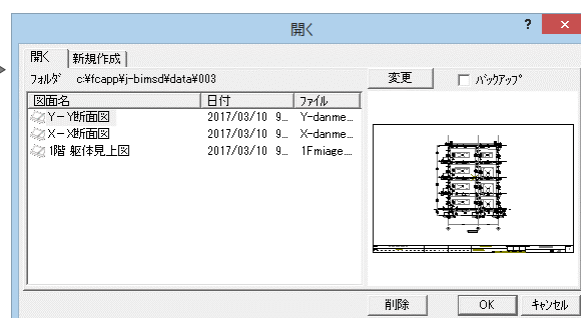 開く ? ×
開く 新規作成
フォルダ c:¥fcapp¥j-bimsd¥data¥003 変更 バックアップ
図面名 日付 ファイル
Y-Y断面図 2017/03/10 9... Y-danme...
X-X断面図 2017/03/10 9... X-danme...
1階 躯体見上図 2017/03/10 9... 1Fmiage...
削除 OK キャンセル